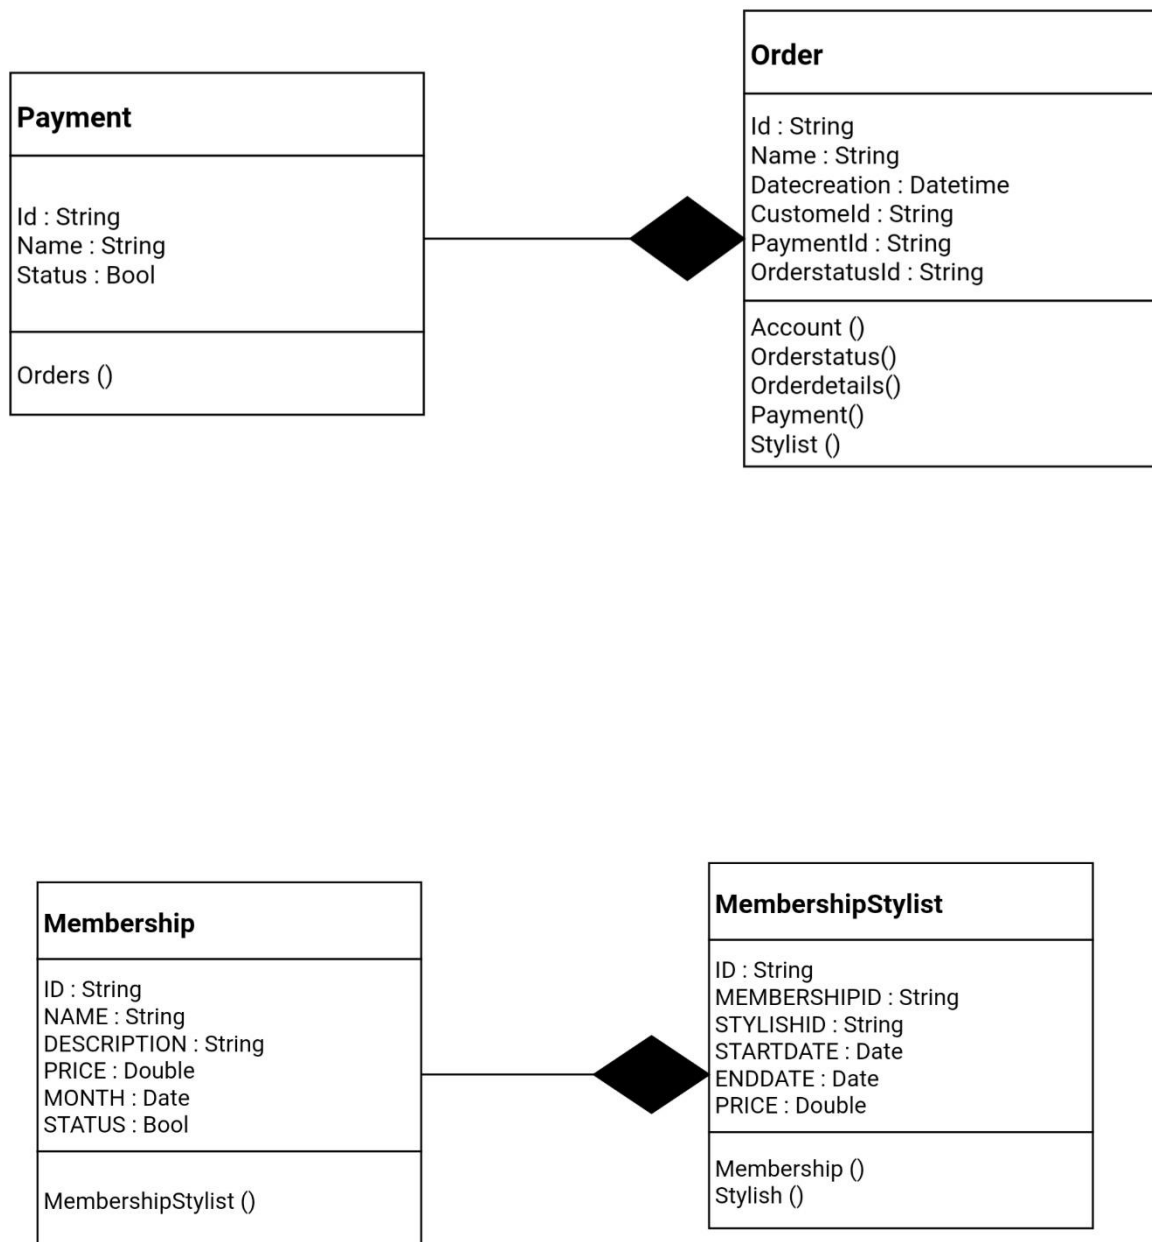 Payment
Id : String
Name : String
Status : Bool
Orders ()
Order
Id : String
Name : String
Datecreation : Datetime
CustomeId : String
PaymentId : String
OrderstatusId : String
Account ()
Orderstatus()
Orderdetails()
Payment()
Stylist ()
Membership
ID : String
NAME : String
DESCRIPTION : String
PRICE : Double
MONTH : Date
STATUS : Bool
MembershipStylist ()
MembershipStylist
ID : String
MEMBERSHIPID : String
STYLISHID : String
STARTDATE : Date
ENDDATE : Date
PRICE : Double
Membership ()
Stylish ()